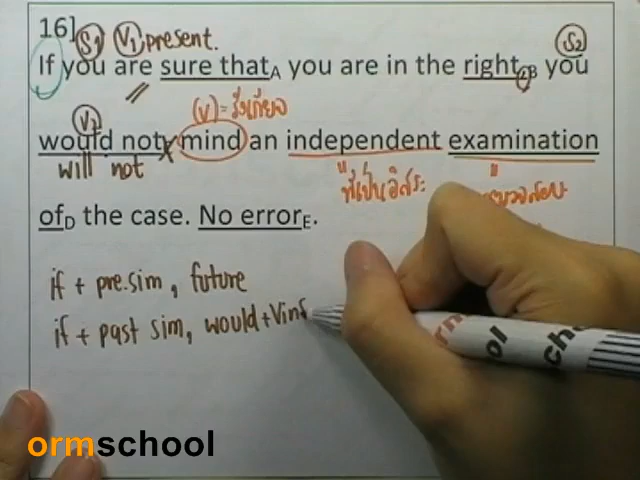 16] S1 V1 present.
If you are sure thatA you are in the rightB you S2
V2 (v) = รังเกียจ
would notX mind an independent examination
will not "ที่เป็นอิสระ "
ofD the case. No errorE.
if + pre.sim, future
if + past sim, would+Vinf
ormschool